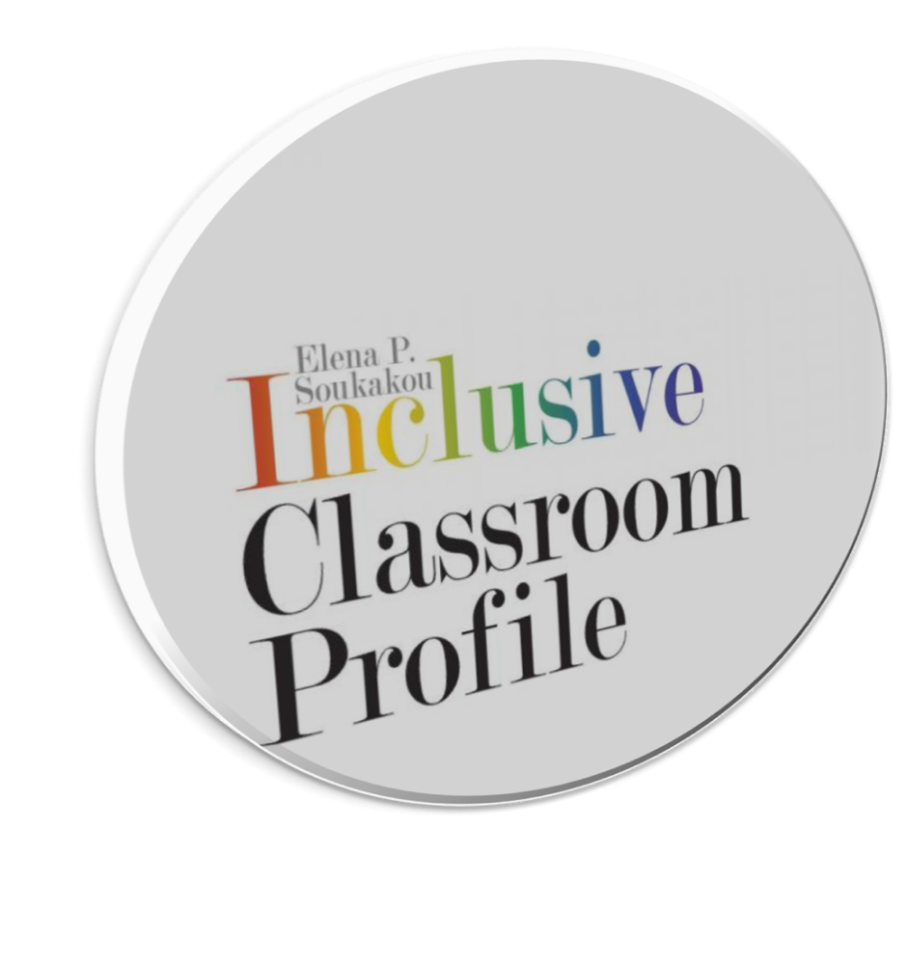 Elena P.
Soukakou
Inclusive
Classroom
Profile